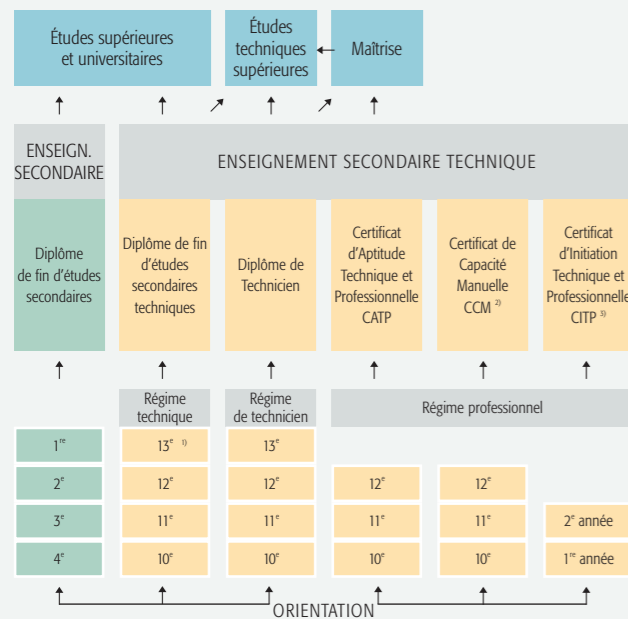 Études supérieures
et universitaires
Études
techniques
supérieures
Maîtrise
ENSEIGN.
SECONDAIRE
ENSEIGNEMENT SECONDAIRE TECHNIQUE
Diplôme
de fin d'études
secondaires
Diplôme de fin
d'études
secondaires
techniques
Diplôme de
Technicien
Certificat
d'Aptitude
Technique et
Professionnelle
CATP
Certificat de
Capacité
Manuelle
CCM 2)
Certificat
d'Initiation
Technique et
Professionnelle
CITP 3)
Régime
technique
Régime
de technicien
Régime professionnel
1re 13e 1) 13e
2e 12e 12e 12e 12e
3e 11e 11e 11e 11e 2e année
4e 10e 10e 10e 10e 1re année
ORIENTATION